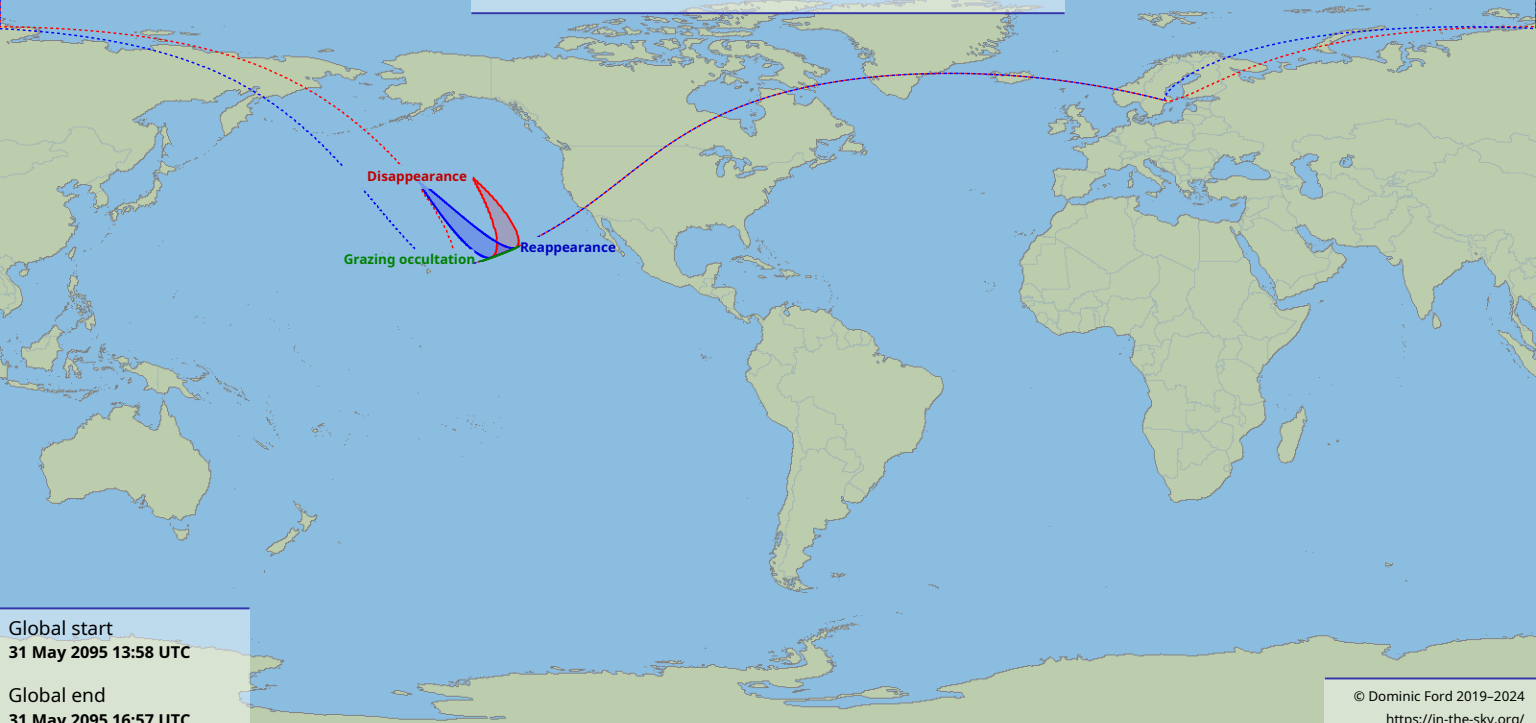 Disappearance
Reappearance
Grazing occultation
Global start
31 May 2095 13:58 UTC
Global end
31 May 2095 16:57 UTC
© Dominic Ford 2019–2024
https://in-the-sky.org/